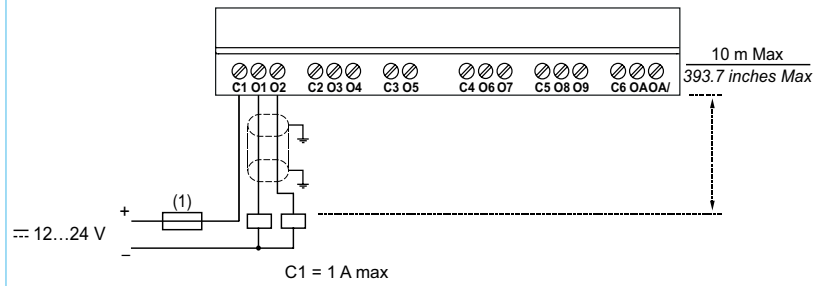 10 m Max
393.7 inches Max
C1 O1 O2 C2 O3 O4 C3 O5 C4 O6 O7 C5 O8 O9 C6 OA OA/
(1)
+
⎓ 12...24 V
–
C1 = 1 A max